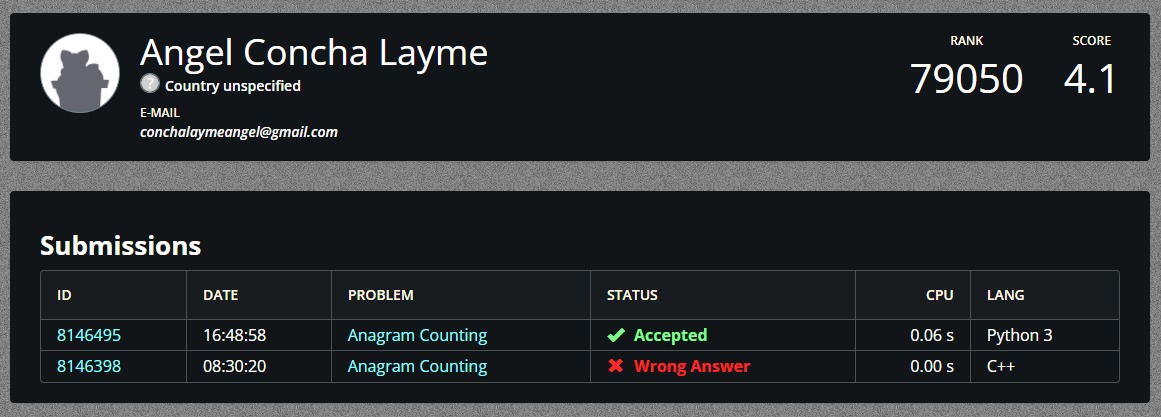 Angel Concha Layme
? Country unspecified
E-MAIL
conchalaymeangel@gmail.com
RANK SCORE
79050 4.1
Submissions
ID DATE PROBLEM STATUS CPU LANG
8146495 16:48:58 Anagram Counting Accepted 0.06 s Python 3
8146398 08:30:20 Anagram Counting Wrong Answer 0.00 s C++